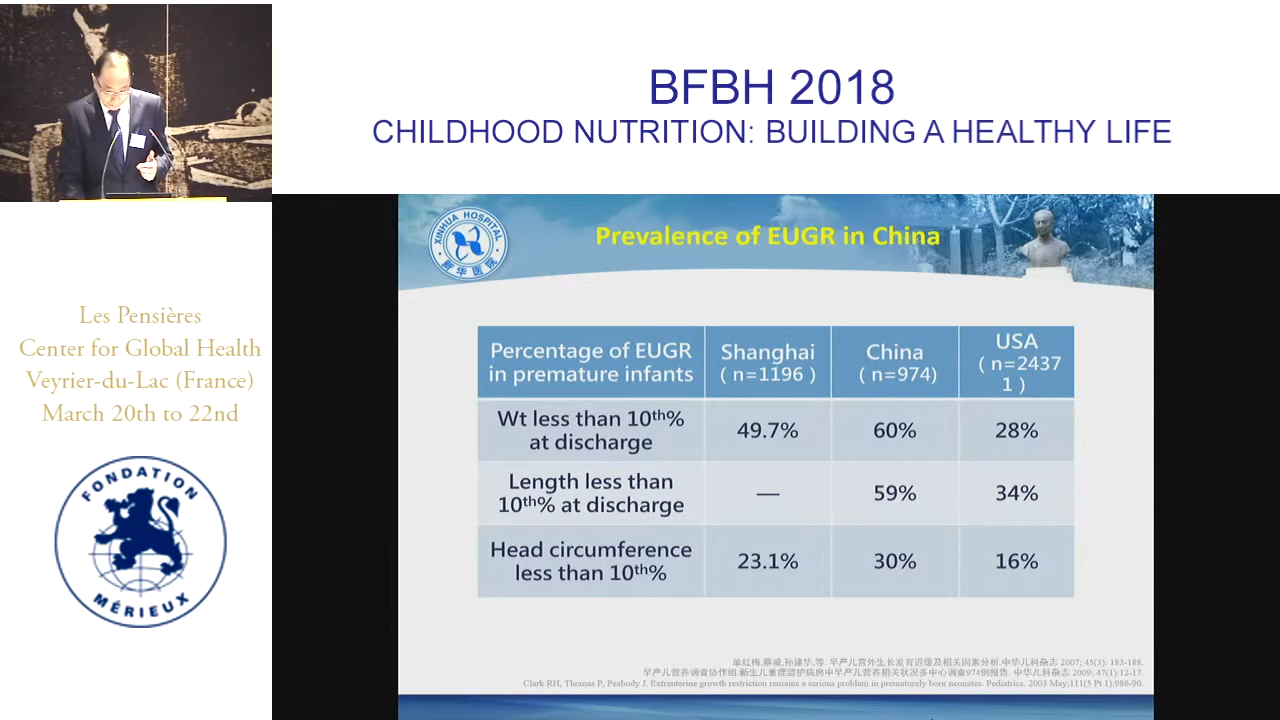 BFBH 2018
CHILDHOOD NUTRITION: BUILDING A HEALTHY LIFE
Les Pensières
Center for Global Health
Veyrier-du-Lac (France)
March 20th to 22nd
FONDATION
MÉRIEUX
XINHUA HOSPITAL
新华医院
Prevalence of EUGR in China
Percentage of EUGR
in premature infants
Shanghai
( n=1196 )
China
( n=974)
USA
( n=2437
1 )
Wt less than 10th%
at discharge
49.7%
60%
28%
Length less than
10th% at discharge
—
59%
34%
Head circumference
less than 10th%
23.1%
30%
16%
单红梅,蔡威,孙建华,等. 早产儿宫外生长发育迟缓及相关因素分析.中华儿科杂志 2007; 45(3): 183-188.
早产儿营养调查协作组.新生儿重症监护病房中早产儿营养相关状况多中心调查974例报告. 中华儿科杂志 2009; 47(1):12-17.
Clark RH, Thomas P, Peabody J. Extrauterine growth restriction remains a serious problem in prematurely born neonates. Pediatrics. 2003 May;111(5 Pt 1):986-90.